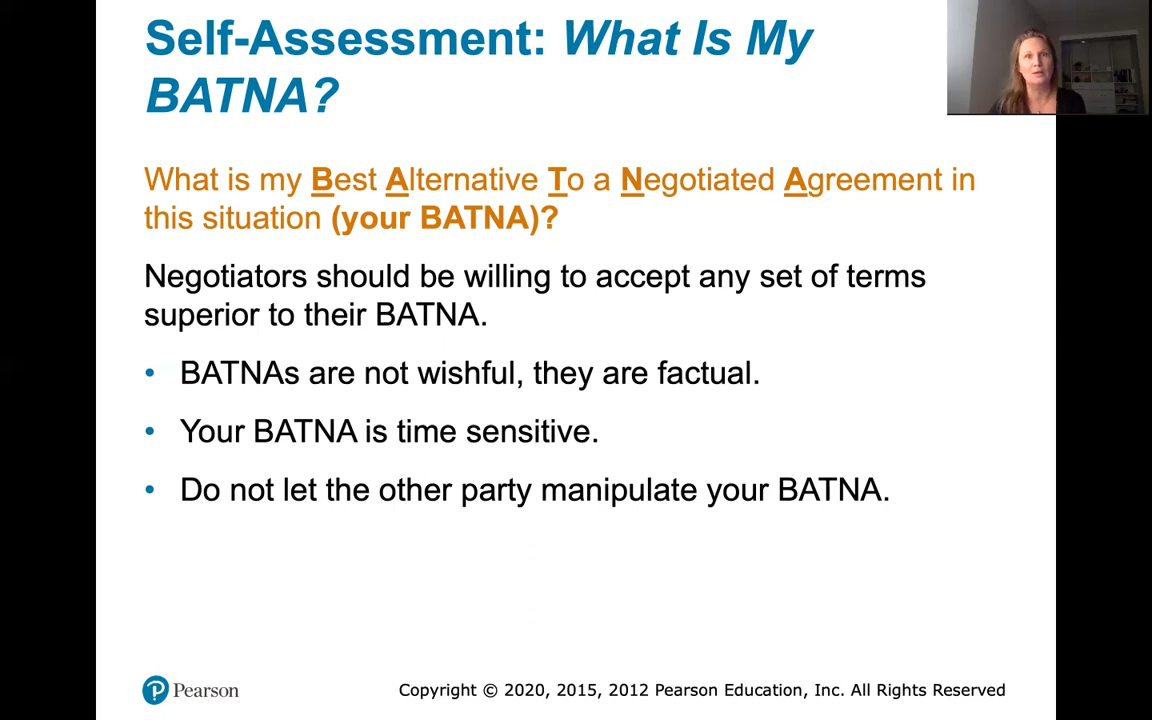 Self-Assessment: What Is My
BATNA?
What is my Best Alternative To a Negotiated Agreement in
this situation (your BATNA)?
Negotiators should be willing to accept any set of terms
superior to their BATNA.
• BATNAs are not wishful, they are factual.
• Your BATNA is time sensitive.
• Do not let the other party manipulate your BATNA.
P Pearson
Copyright © 2020, 2015, 2012 Pearson Education, Inc. All Rights Reserved